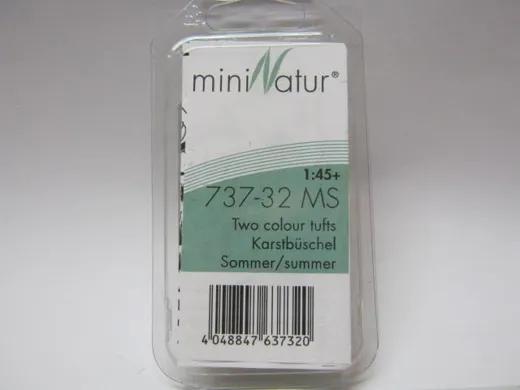 miniNatur®
1:45+
737-32 MS
Two colour tufts
Karstbüschel
Sommer/summer
4 048847 637320